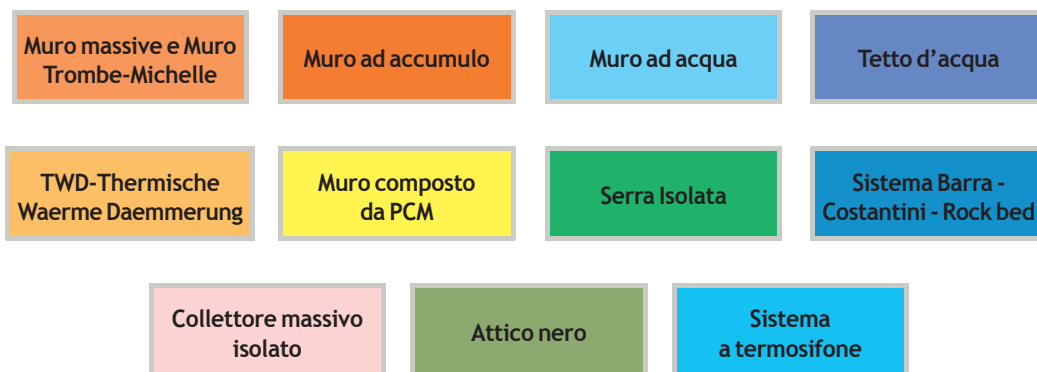 Muro massive e Muro
Trombe-Michelle
Muro ad accumulo
Muro ad acqua
Tetto d’acqua
TWD-Thermische
Waerme Daemmerung
Muro composto
da PCM
Serra Isolata
Sistema Barra -
Costantini - Rock bed
Collettore massivo
isolato
Attico nero
Sistema
a termosifone